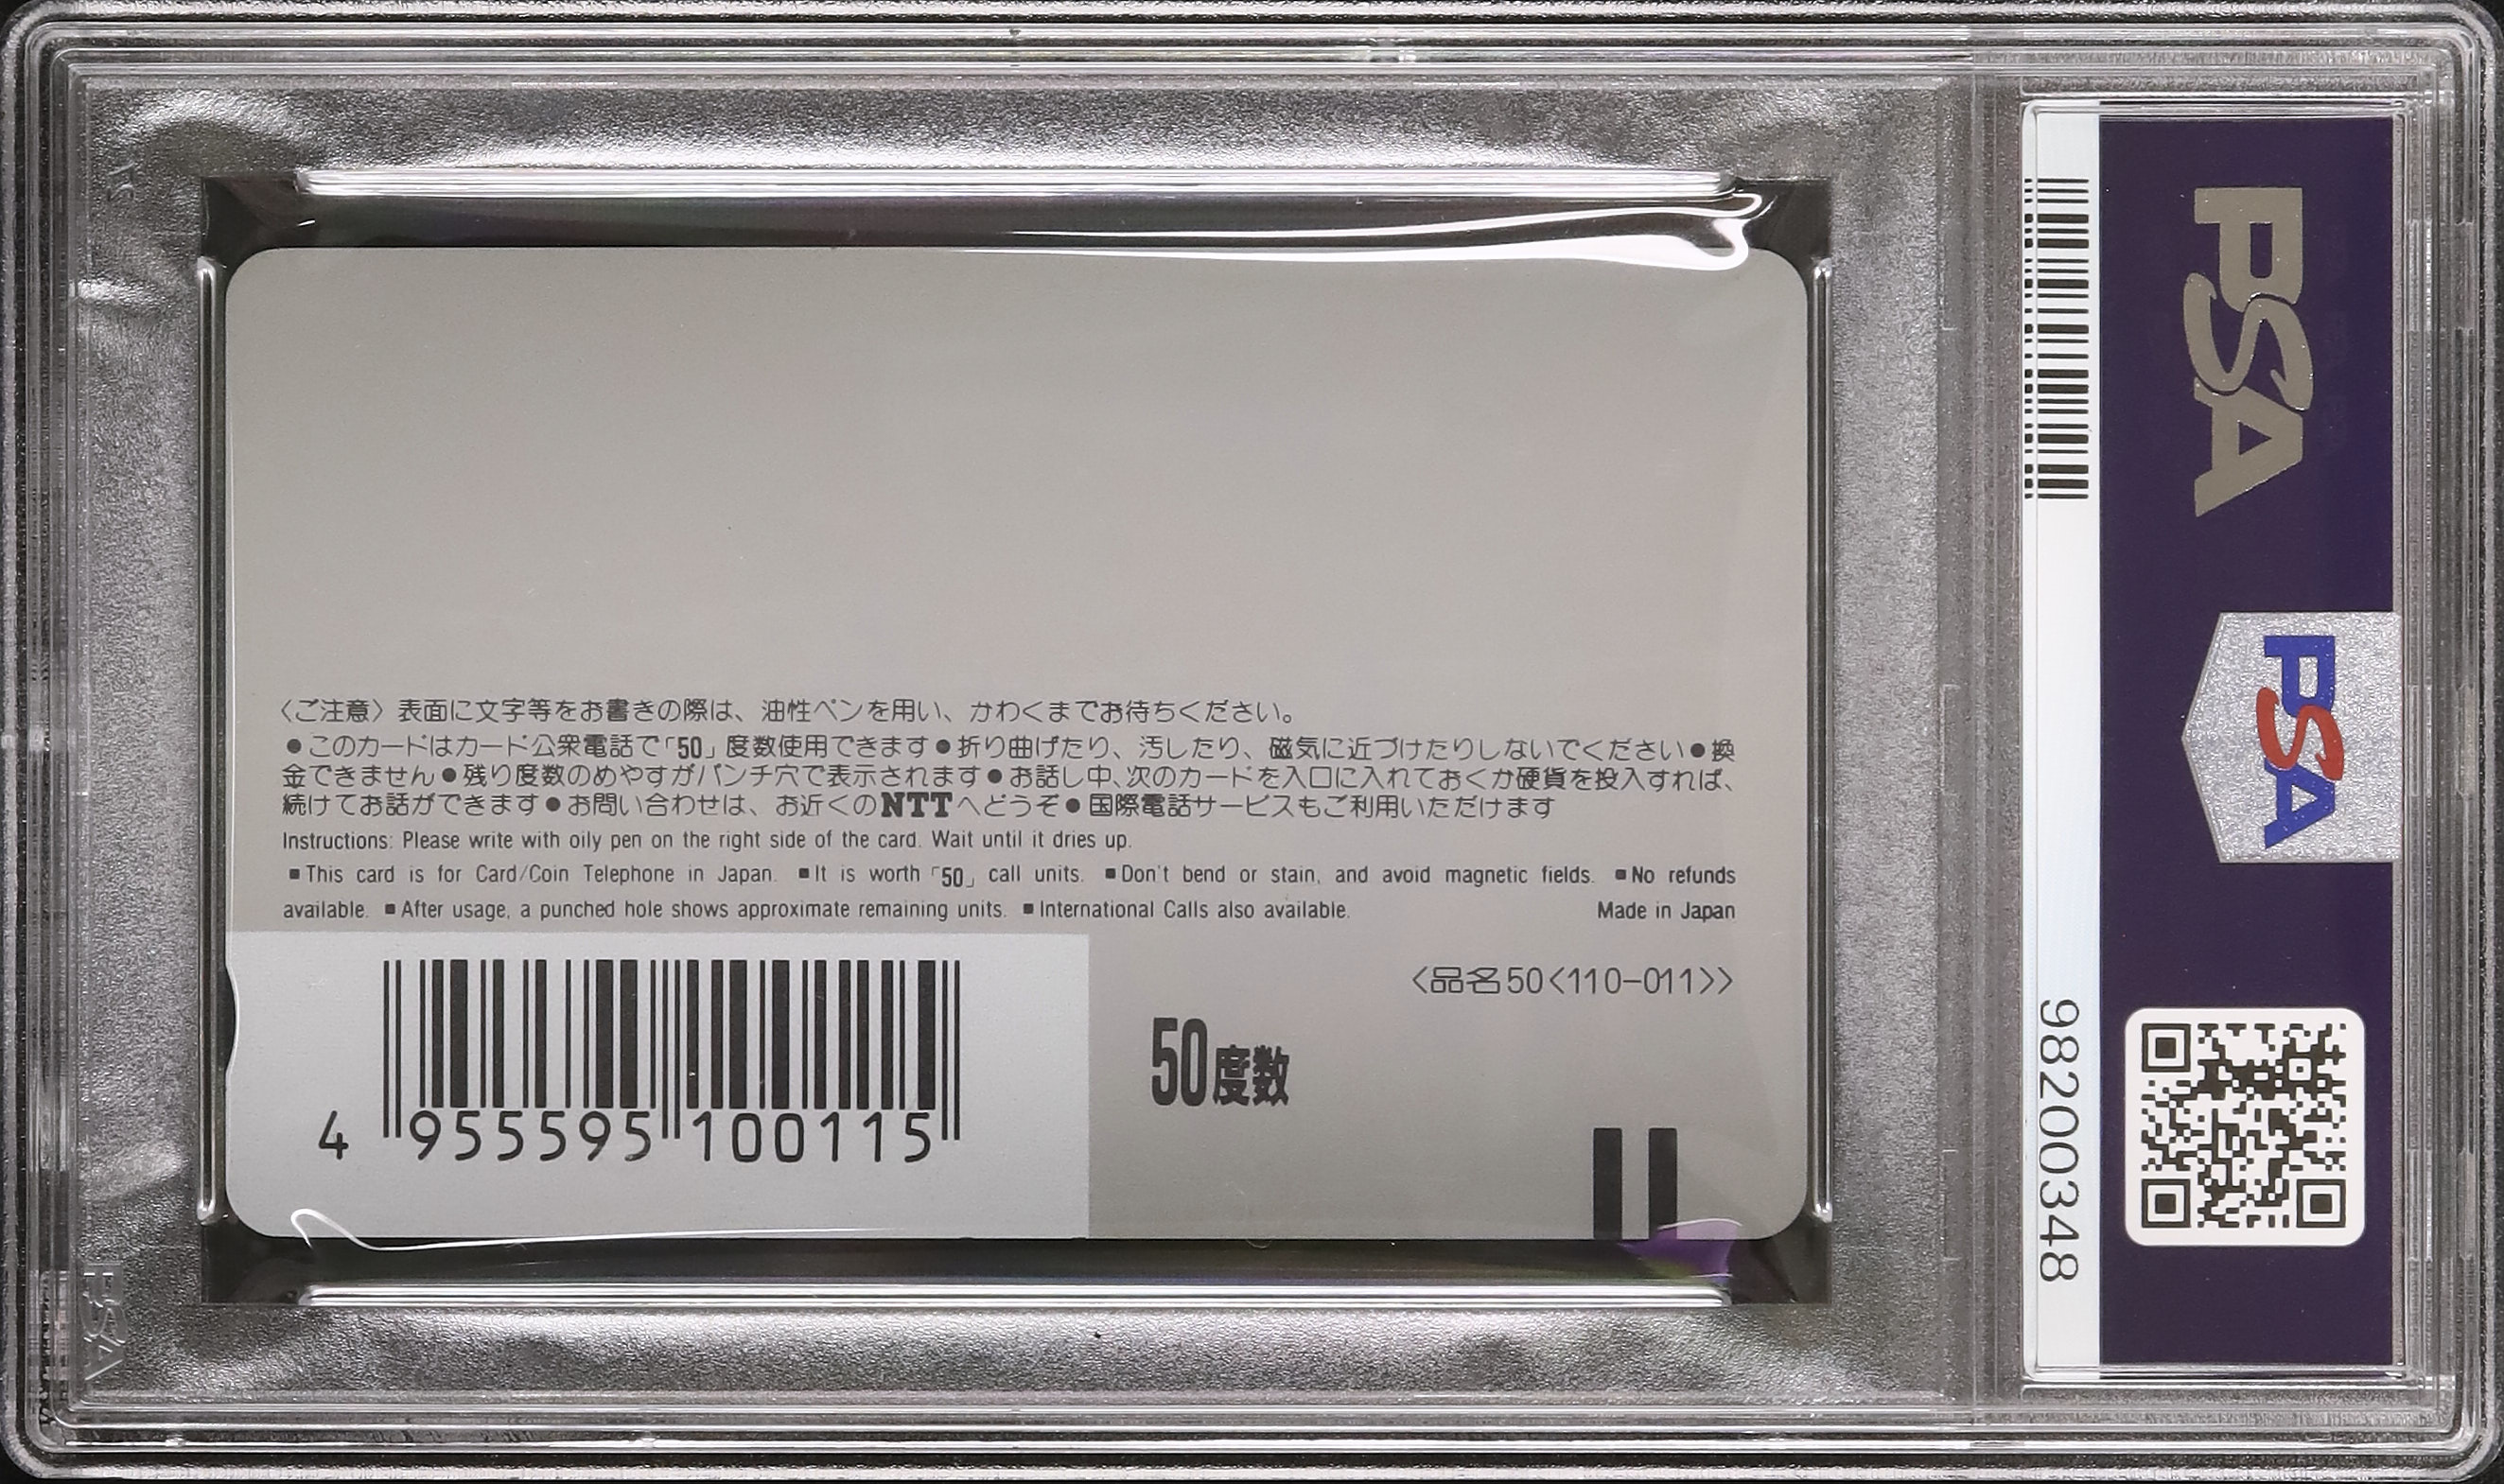 〈ご注意〉表面に文字等をお書きの際は、油性ペンを用い、かわくまでお待ちください。
●このカードはカード公衆電話で「50」度数使用できます●折り曲げたり、汚したり、磁気に近づけたりしないでください●換
金できません●残り度数のめやすがパンチ穴で表示されます●お話し中、次のカードを入口に入れておくか硬貨を投入すれば、
続けてお話ができます●お問い合わせは、お近くのNTTへどうぞ●国際電話サービスもご利用いただけます
Instructions: Please write with oily pen on the right side of the card. Wait until it dries up.
■This card is for Card/Coin Telephone in Japan. ■It is worth「50」call units. ■Don't bend or stain, and avoid magnetic fields. ■No refunds
available. ■After usage, a punched hole shows approximate remaining units. ■International Calls also available. Made in Japan
〈品名50〈110-011〉〉
50度数
4 955595 100115
PSA
PSA
98200348
PSA